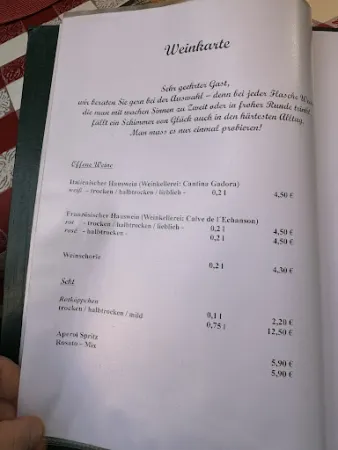 Weinkarte
Sehr geehrter Gast,
wir beraten Sie gern bei der Auswahl – denn bei jeder Flasche Wein,
die man mit wachen Sinnen zu Zweit oder in froher Runde trinkt,
fällt ein Schimmer von Glück auch in den härtesten Alltag.
Man muss es nur einmal probieren!
Offene Weine
Italienischer Hauswein (Weinkellerei: Cantina Gadora)
weiß - trocken / halbtrocken / lieblich - 0,2 l 4,50 €
Französischer Hauswein (Weinkellerei: Cuive de l'Echanson)
rot - trocken / halbtrocken / lieblich - 0,2 l 4,50 €
rosé - halbtrocken - 0,2 l 4,50 €
Weinschorle 0,2 l 4,30 €
Sekt
Rotkäppchen
trocken / halbtrocken / mild 0,1 l 2,20 €
0,75 l 12,50 €
Aperol Spritz 5,90 €
Rosato - Mix 5,90 €